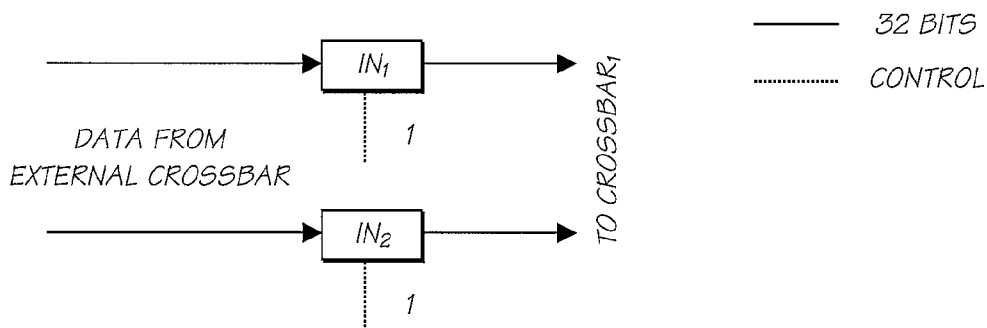 32 BITS
CONTROL
IN₁
1
DATA FROM
EXTERNAL CROSSBAR
IN₂
1
TO CROSSBAR₁